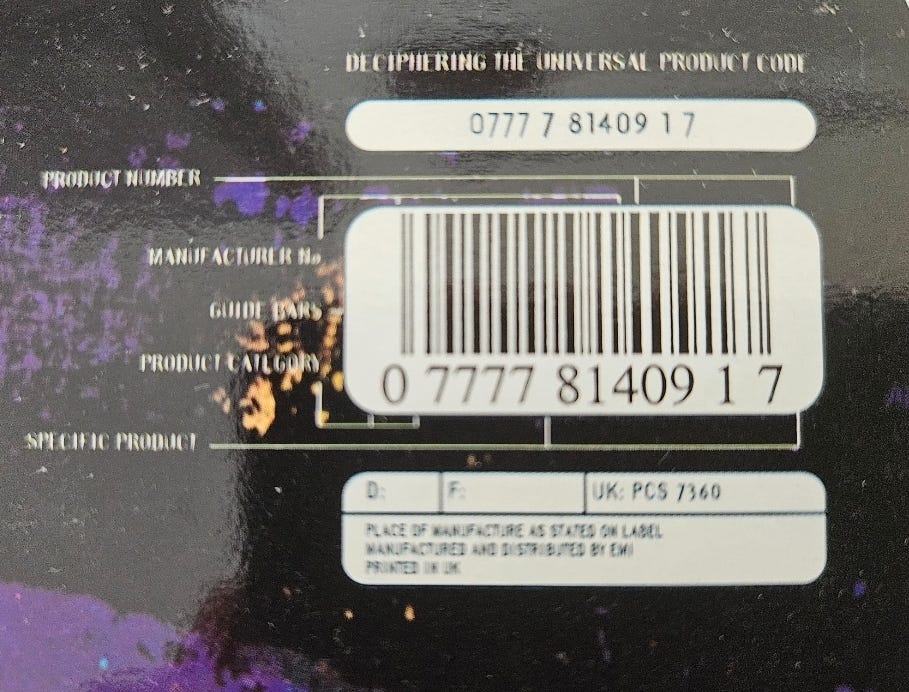 DECIPHERING THE UNIVERSAL PRODUCT CODE
0777 7 81409 1 7
PRODUCT NUMBER
MANUFACTURER No
GUIDE BARS
PRODUCT CATEGORY
0 7777 81409 1 7
SPECIFIC PRODUCT
D: F: UK: PCS 7360
PLACE OF MANUFACTURE AS STATED ON LABEL
MANUFACTURED AND DISTRIBUTED BY EMI
PRINTED IN UK